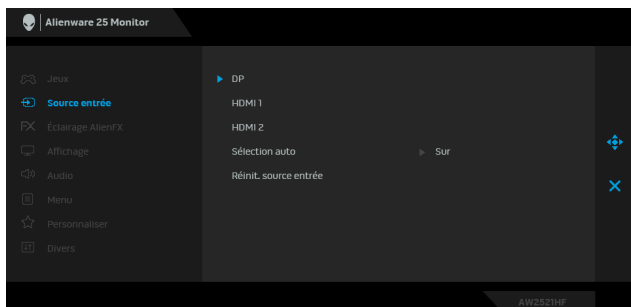 Alienware 25 Monitor
Jeux
Source entrée
FX Éclairage AlienFX
Affichage
Audio
Menu
Personnaliser
Divers
DP
HDMI 1
HDMI 2
Sélection auto Sur
Réinit. source entrée
AW2521HF